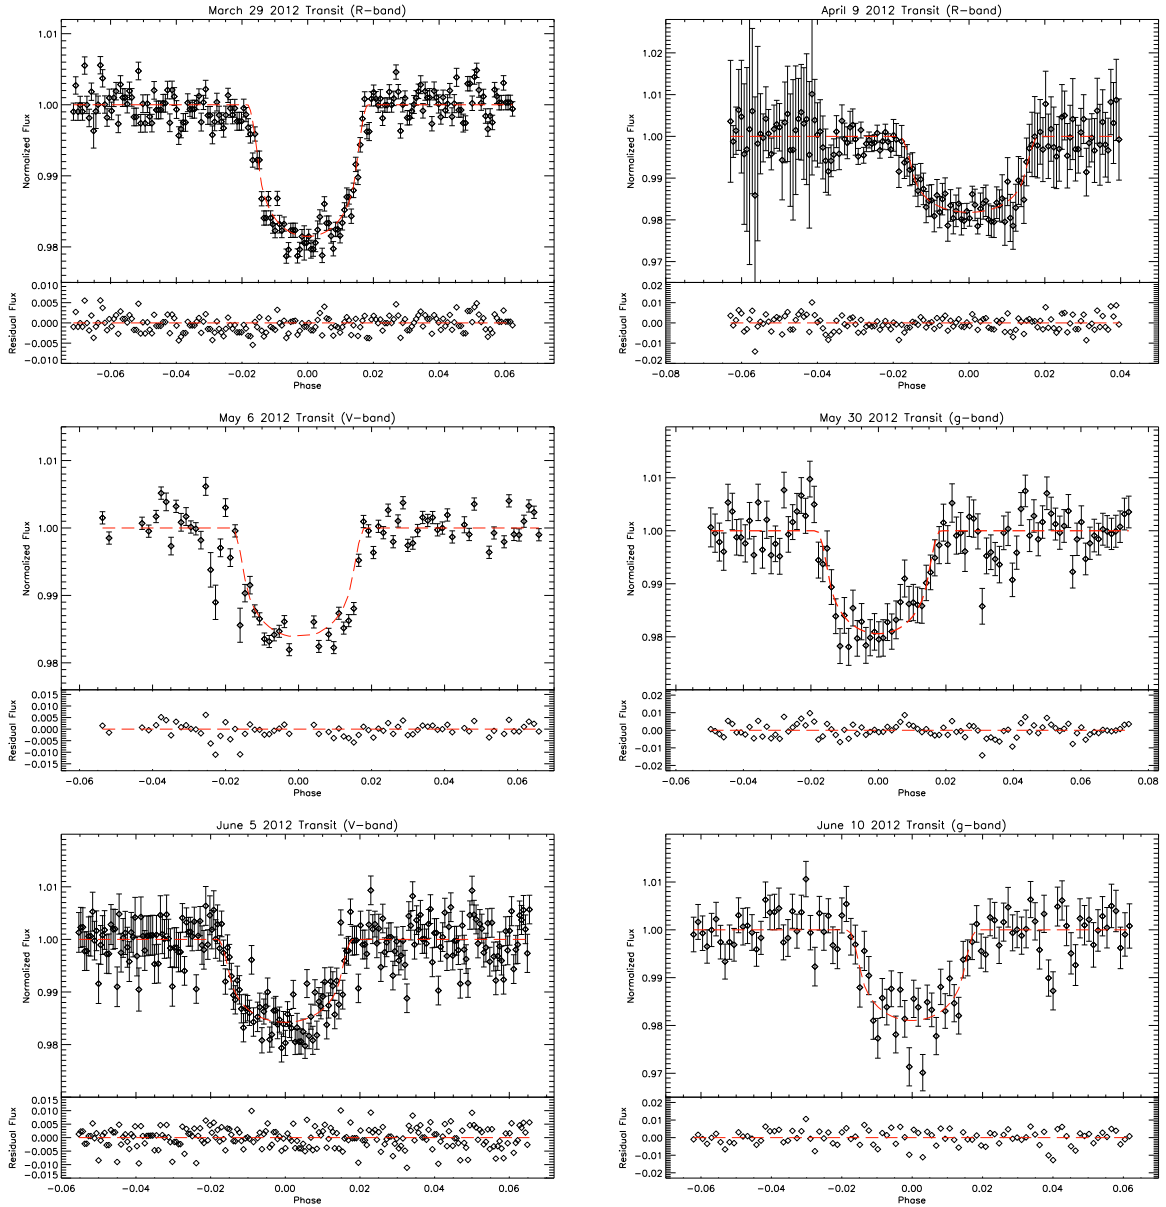 March 29 2012 Transit (R-band)
1.01
1.00
0.99
0.98
Normalized Flux
0.010
0.005
0.000
-0.005
-0.010
Residual Flux
-0.06 -0.04 -0.02 0.00 0.02 0.04 0.06
Phase
April 9 2012 Transit (R-band)
1.02
1.01
1.00
0.99
0.98
0.97
Normalized Flux
0.02
0.01
0.00
-0.01
-0.02
Residual Flux
-0.08 -0.06 -0.04 -0.02 0.00 0.02 0.04
Phase
May 6 2012 Transit (V-band)
1.01
1.00
0.99
0.98
Normalized Flux
0.015
0.010
0.005
0.000
-0.005
-0.010
-0.015
Residual Flux
-0.06 -0.04 -0.02 0.00 0.02 0.04 0.06
Phase
May 30 2012 Transit (g-band)
1.01
1.00
0.99
0.98
Normalized Flux
0.02
0.01
0.00
-0.01
-0.02
Residual Flux
-0.06 -0.04 -0.02 0.00 0.02 0.04 0.06 0.08
Phase
June 5 2012 Transit (V-band)
1.01
1.00
0.99
0.98
Normalized Flux
0.015
0.010
0.005
0.000
-0.005
-0.010
-0.015
Residual Flux
-0.06 -0.04 -0.02 0.00 0.02 0.04 0.06
Phase
June 10 2012 Transit (g-band)
1.01
1.00
0.99
0.98
0.97
Normalized Flux
0.02
0.01
0.00
-0.01
-0.02
Residual Flux
-0.06 -0.04 -0.02 0.00 0.02 0.04 0.06
Phase